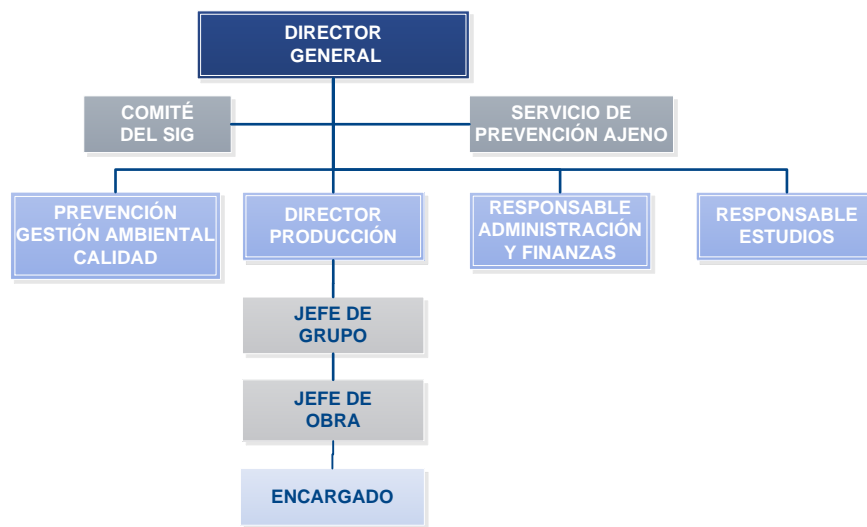 DIRECTOR
GENERAL
COMITÉ
DEL SIG
SERVICIO DE
PREVENCIÓN AJENO
PREVENCIÓN
GESTIÓN AMBIENTAL
CALIDAD
DIRECTOR
PRODUCCIÓN
RESPONSABLE
ADMINISTRACIÓN
Y FINANZAS
RESPONSABLE
ESTUDIOS
JEFE DE
GRUPO
JEFE DE
OBRA
ENCARGADO